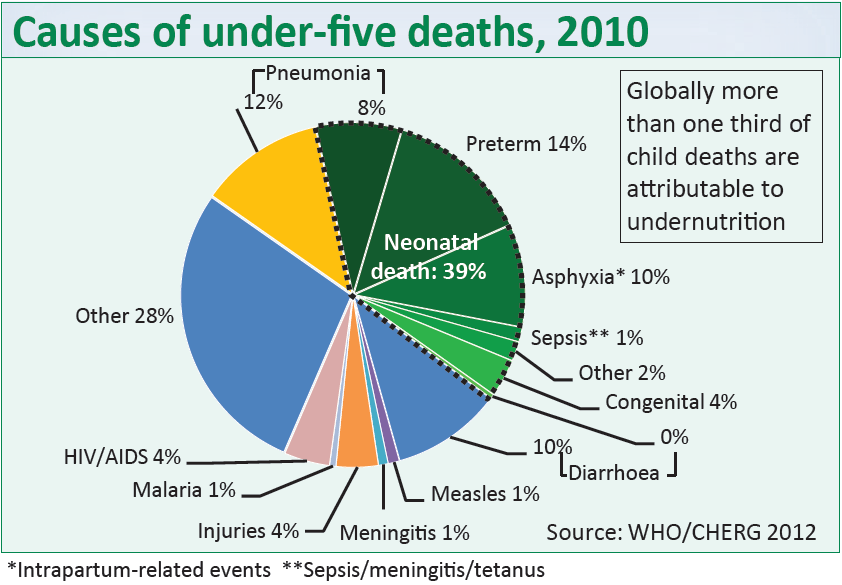 Causes of under-five deaths, 2010
Pneumonia
12%
8%
Globally more
than one third of
child deaths are
attributable to
undernutrition
Preterm 14%
Neonatal
death: 39%
Asphyxia* 10%
Other 28%
Sepsis** 1%
Other 2%
Congenital 4%
0%
10%
Diarrhoea
HIV/AIDS 4%
Malaria 1%
Measles 1%
Injuries 4%
Meningitis 1%
Source: WHO/CHERG 2012
*Intrapartum-related events **Sepsis/meningitis/tetanus